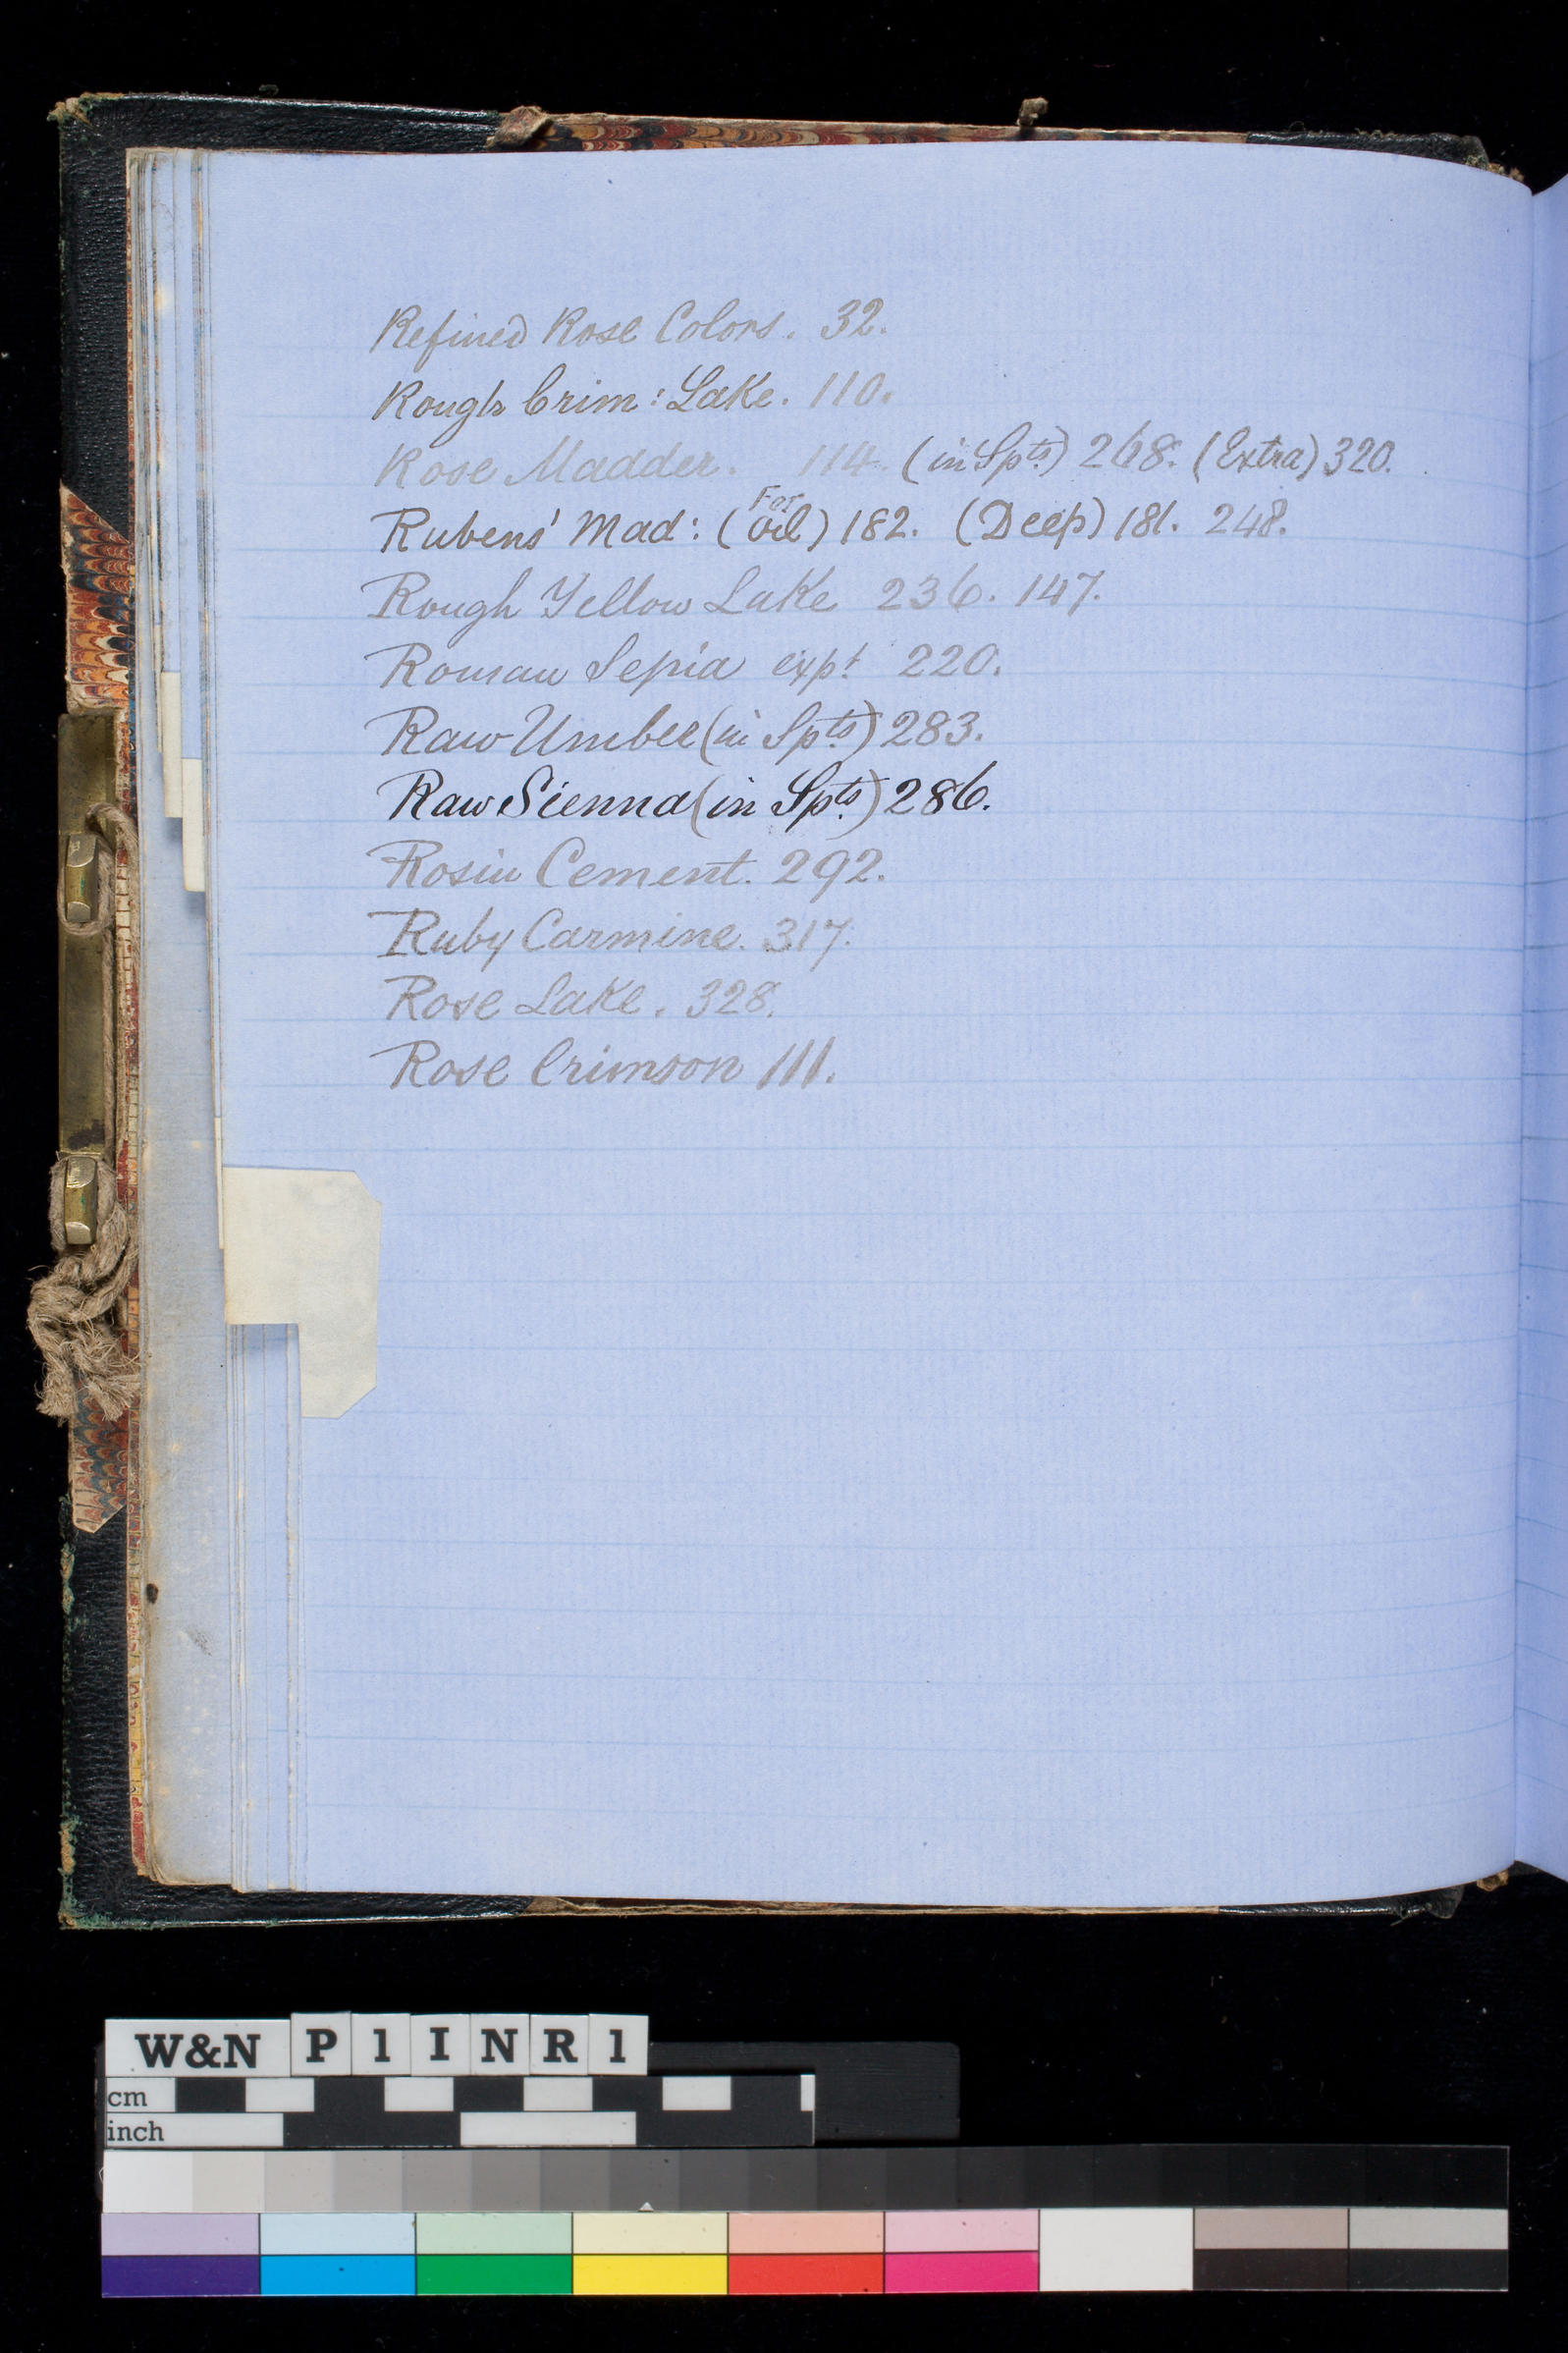 Refined Rose Colors. 32.
Rough Crim: Lake. 110.
Rose Madder. 114. (in Spts.) 268. (Extra) 320.
Rubens' Mad: (For Oil) 182. (Deep) 181. 248.
Rough Yellow Lake 236. 147.
Roman Sepia expt. 220.
Raw Umber (in Spts.) 283.
Raw Sienna (in Spts.) 286.
Rosin Cement. 292.
Ruby Carmine. 317.
Rose Lake. 328.
Rose Crimson 111.
W&N P1INR1
cm
inch